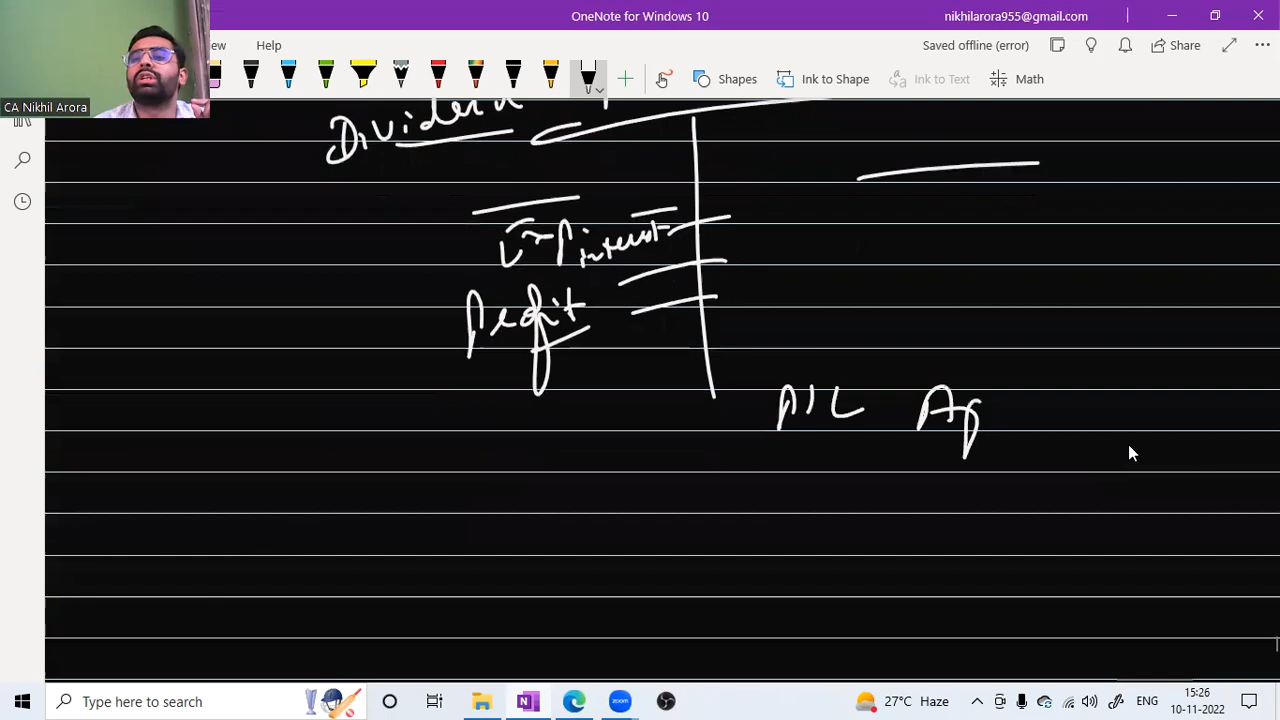 OneNote for Windows 10
nikhilarora955@gmail.com
ew Help
Saved offline (error)
Share
Shapes
Ink to Shape
Ink to Text
Math
CA Nikhil Arora
Dividend
interest
Profit
P/L Ap
Type here to search
27°C Haze
ENG
15:26
10-11-2022